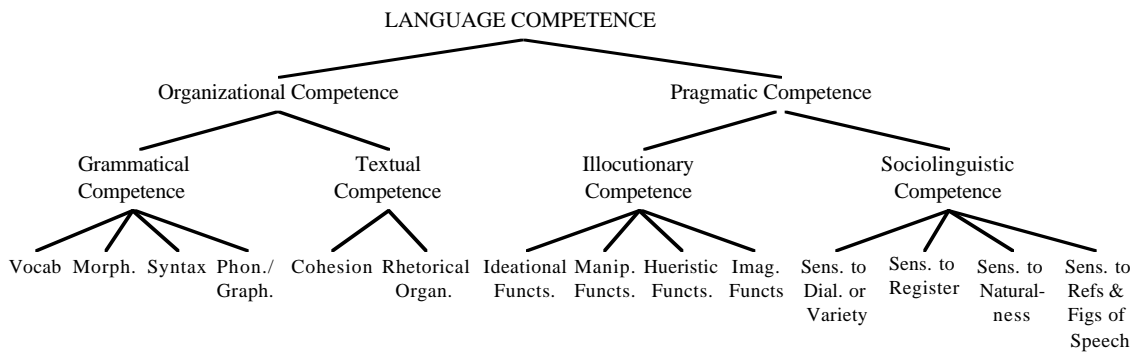 LANGUAGE COMPETENCE
Organizational Competence
Pragmatic Competence
Grammatical
Competence
Textual
Competence
Illocutionary
Competence
Sociolinguistic
Competence
Vocab
Morph.
Syntax
Phon./
Graph.
Cohesion
Rhetorical
Organ.
Ideational
Functs.
Manip.
Functs.
Hueristic
Functs.
Imag.
Functs
Sens. to
Dial. or
Variety
Sens. to
Register
Sens. to
Natural-
ness
Sens. to
Refs &
Figs of
Speech